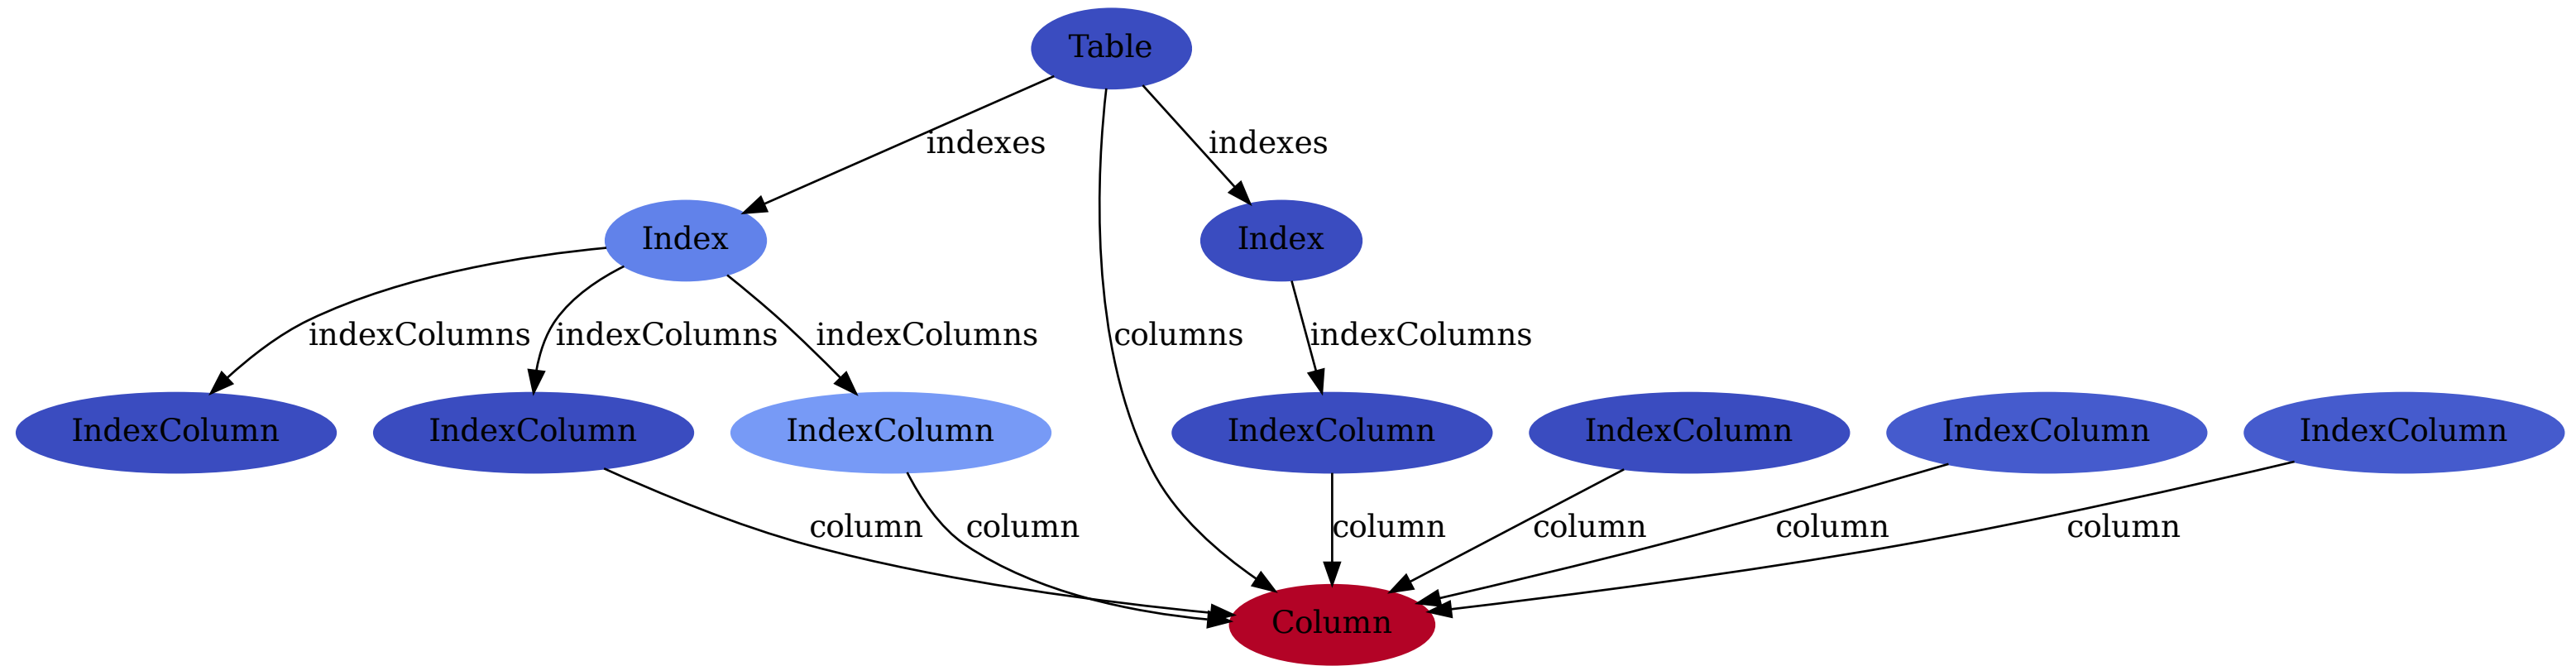 Table
indexes
indexes
Index
Index
indexColumns
indexColumns
indexColumns
columns
indexColumns
IndexColumn
IndexColumn
IndexColumn
IndexColumn
IndexColumn
IndexColumn
IndexColumn
column
column
column
column
column
column
Column